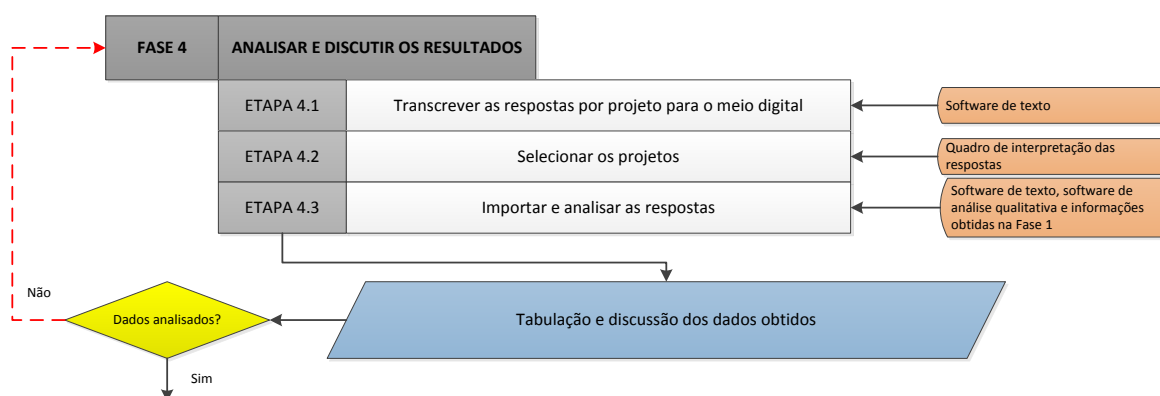 FASE 4
ANALISAR E DISCUTIR OS RESULTADOS
ETAPA 4.1
Transcrever as respostas por projeto para o meio digital
Software de texto
ETAPA 4.2
Selecionar os projetos
Quadro de interpretação das
respostas
ETAPA 4.3
Importar e analisar as respostas
Software de texto, software de
análise qualitativa e informações
obtidas na Fase 1
Não
Dados analisados?
Tabulação e discussão dos dados obtidos
Sim